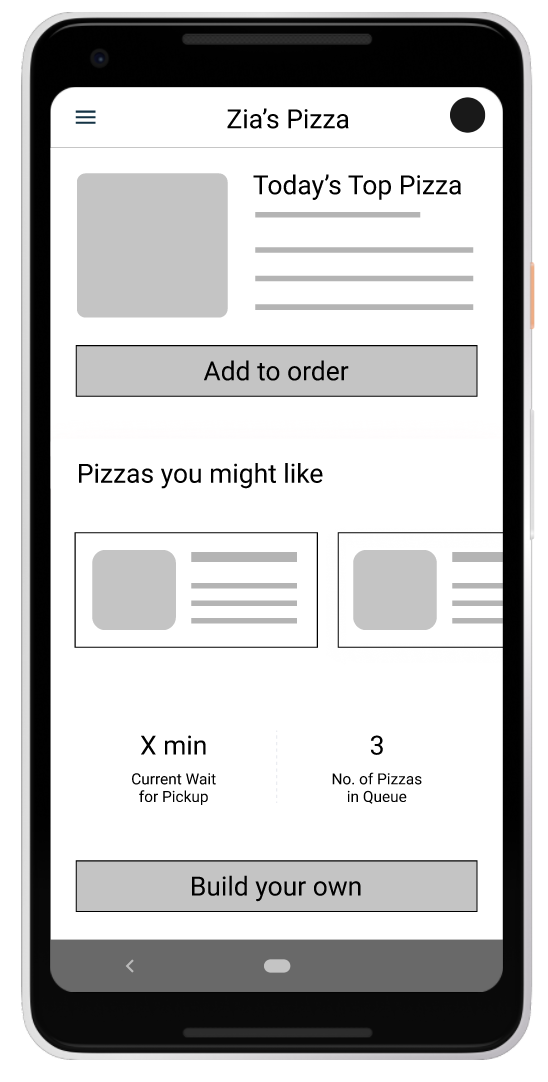 Zia’s Pizza
Today’s Top Pizza
Add to order
Pizzas you might like
X min
Current Wait
for Pickup
3
No. of Pizzas
in Queue
Build your own